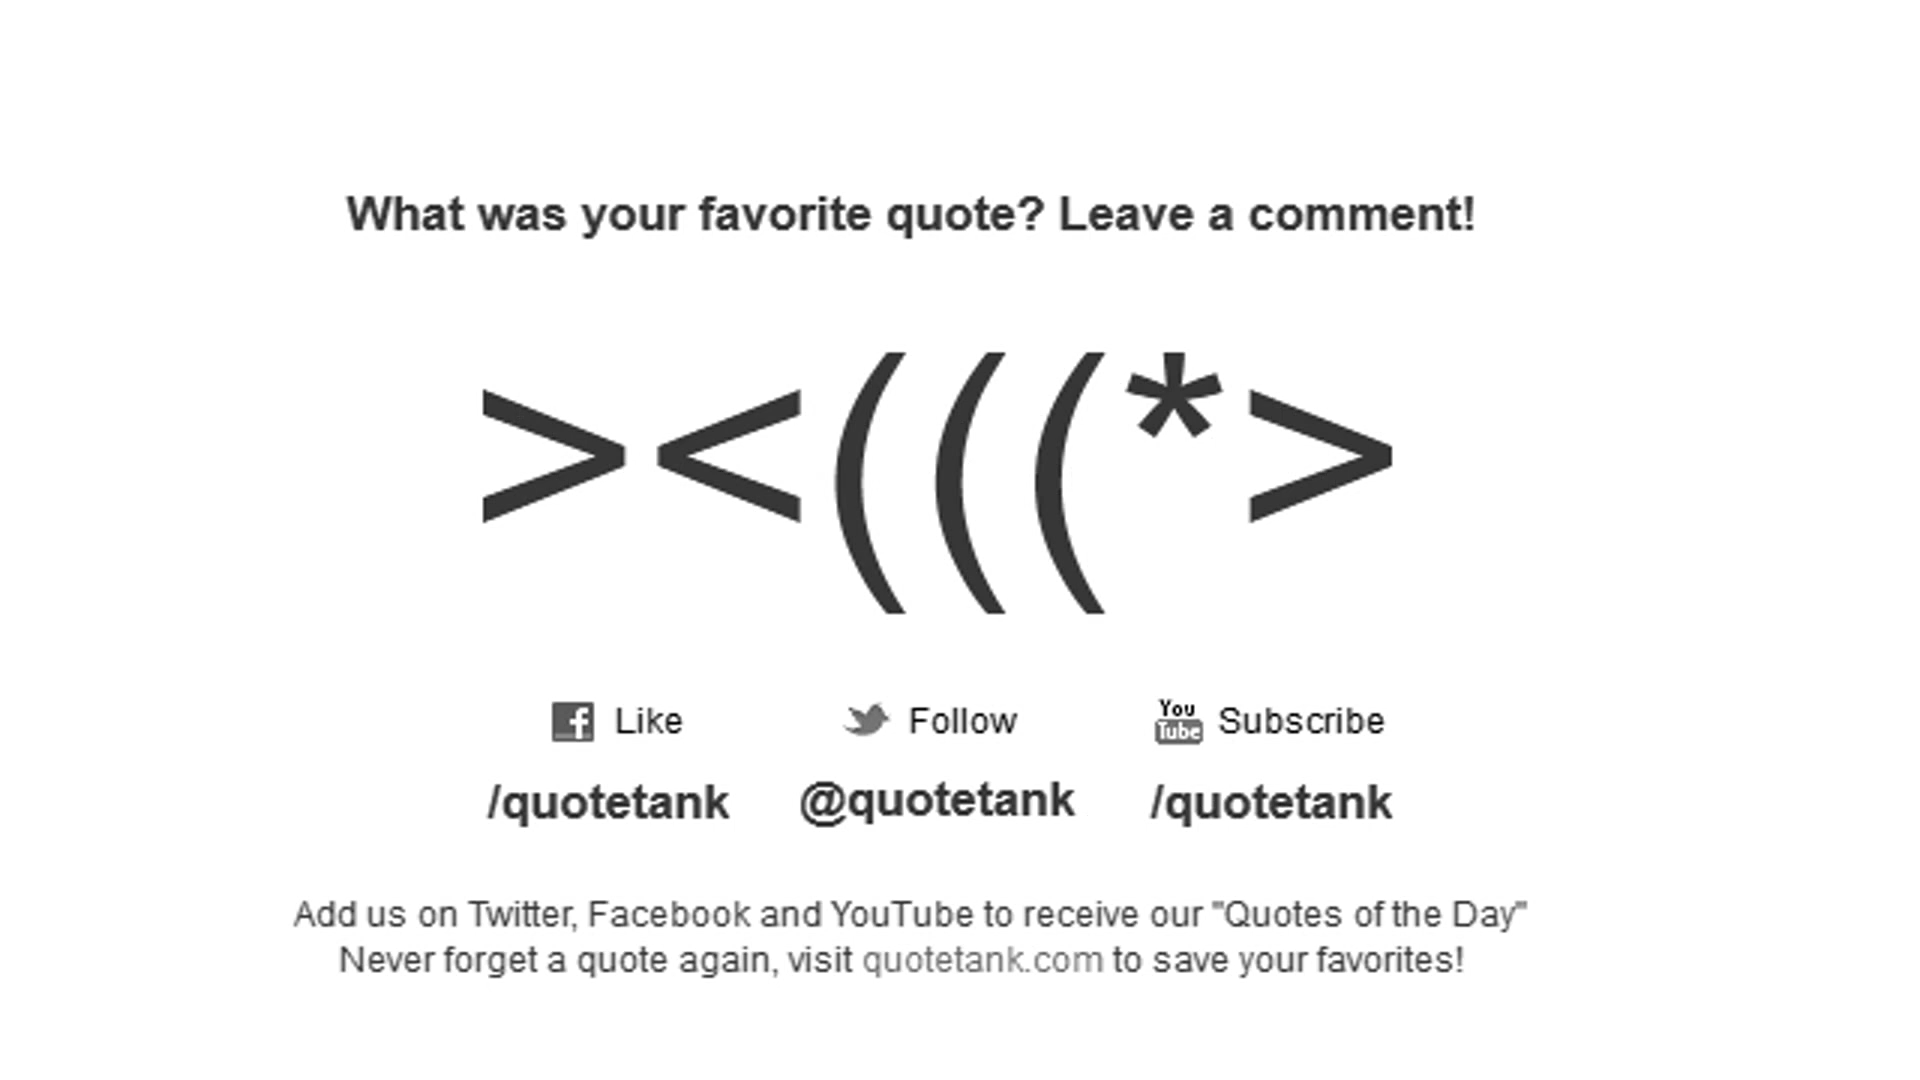 What was your favorite quote? Leave a comment!
><(((*>
f Like
Follow
You Tube Subscribe
/quotetank
@quotetank
/quotetank
Add us on Twitter, Facebook and YouTube to receive our "Quotes of the Day"
Never forget a quote again, visit quotetank.com to save your favorites!